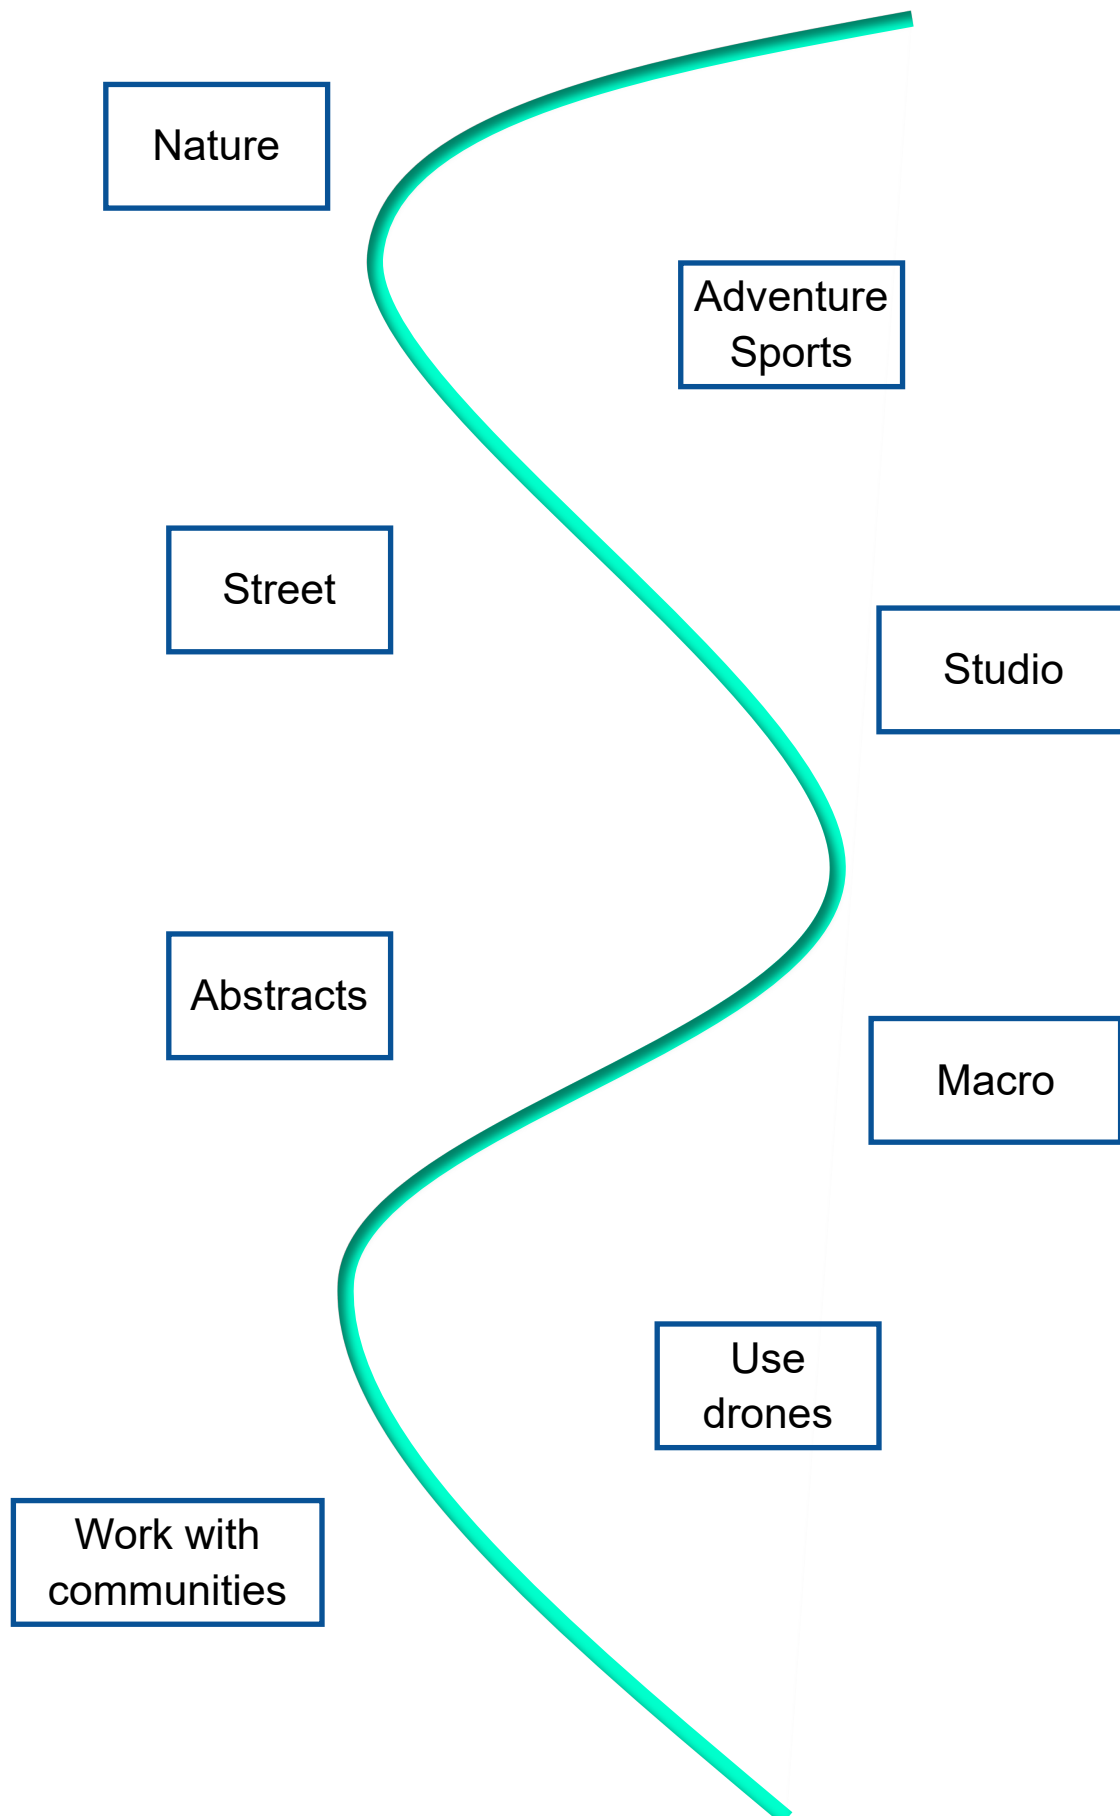 Nature
Adventure
Sports
Street
Studio
Abstracts
Macro
Use
drones
Work with
communities